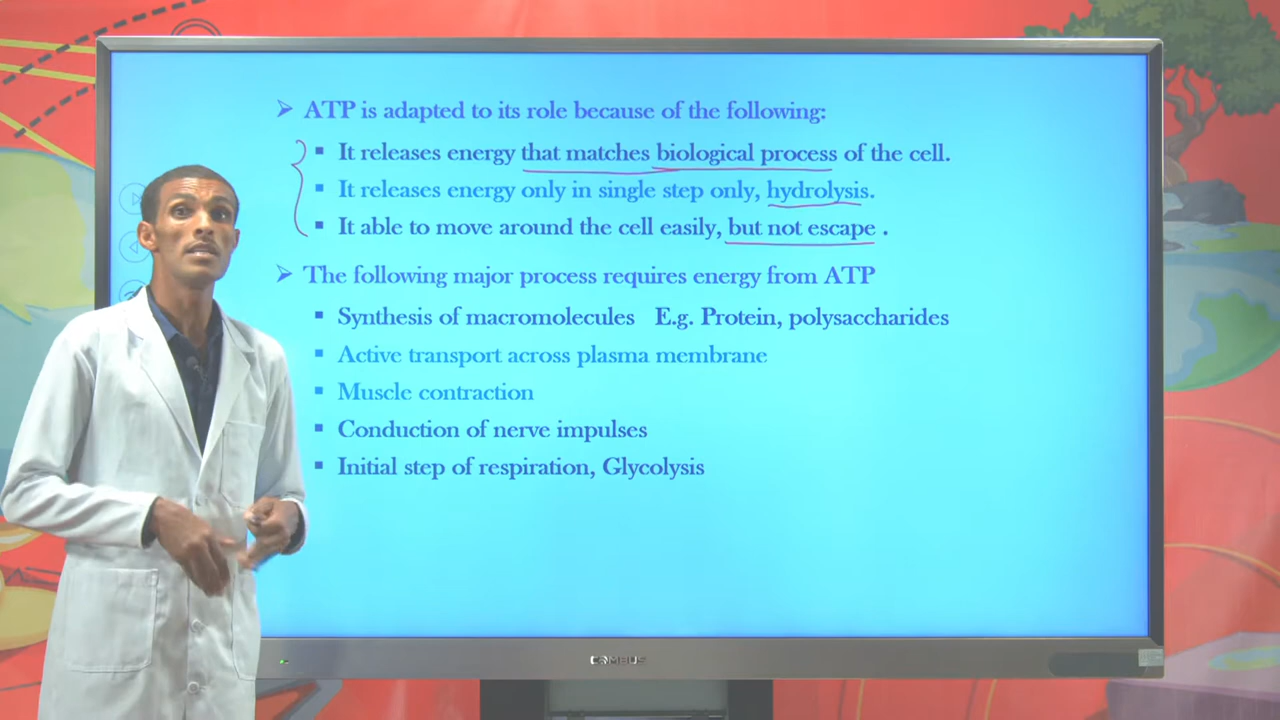 ATP is adapted to its role because of the following:
It releases energy that matches biological process of the cell.
It releases energy only in single step only, hydrolysis.
It able to move around the cell easily, but not escape .
The following major process requires energy from ATP
Synthesis of macromolecules E.g. Protein, polysaccharides
Active transport across plasma membrane
Muscle contraction
Conduction of nerve impulses
Initial step of respiration, Glycolysis